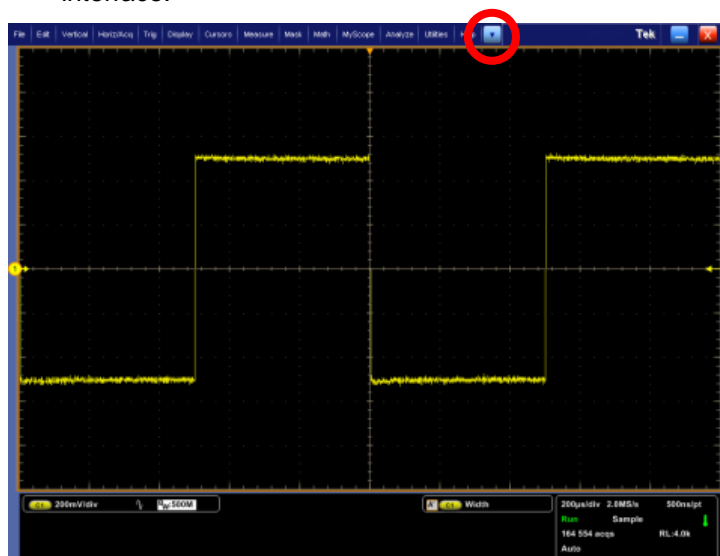 interface.
File Edit Vertical Horiz/Acq Trig Display Cursors Measure Mask Math MyScope Analyze Utilities Tek X
1
C1 200mV/div 500M
A' C1 Width
200µs/div 2.0MS/s 500ns/pt
Run Sample
164 554 acqs RL:4.0k
Auto